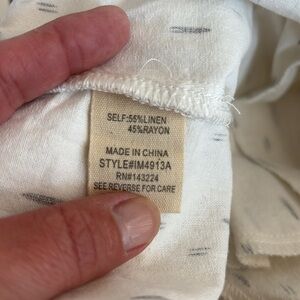 SELF:55%LINEN
45%RAYON
MADE IN CHINA
STYLE#IM4913A
RN#143224
SEE REVERSE FOR CARE